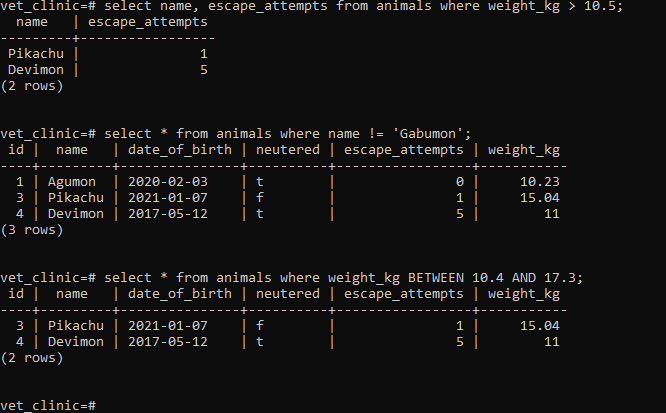 vet_clinic=# select name, escape_attempts from animals where weight_kg > 10.5;
  name   | escape_attempts
---------+-----------------
 Pikachu |               1
 Devimon |               5
(2 rows)
vet_clinic=# select * from animals where name != 'Gabumon';
 id |  name   | date_of_birth | neutered | escape_attempts | weight_kg
----+---------+---------------+----------+-----------------+-----------
  1 | Agumon  | 2020-02-03    | t        |               0 |     10.23
  3 | Pikachu | 2021-01-07    | f        |               1 |     15.04
  4 | Devimon | 2017-05-12    | t        |               5 |        11
(3 rows)
vet_clinic=# select * from animals where weight_kg BETWEEN 10.4 AND 17.3;
 id |  name   | date_of_birth | neutered | escape_attempts | weight_kg
----+---------+---------------+----------+-----------------+-----------
  3 | Pikachu | 2021-01-07    | f        |               1 |     15.04
  4 | Devimon | 2017-05-12    | t        |               5 |        11
(2 rows)
vet_clinic=#